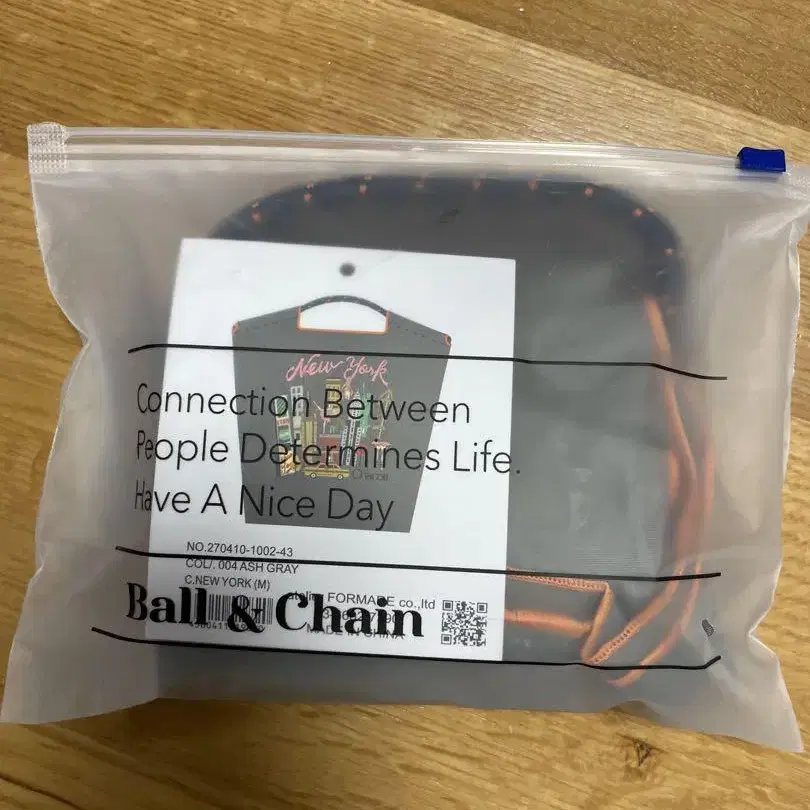 New York
Connection Between
People Determines Life.
Have A Nice Day
NO.270410-1002-43
COL/. 004 ASH GRAY
C.NEW YORK (M)
FORMADE co.,ltd
Ball & Chain
MADE IN CHINA